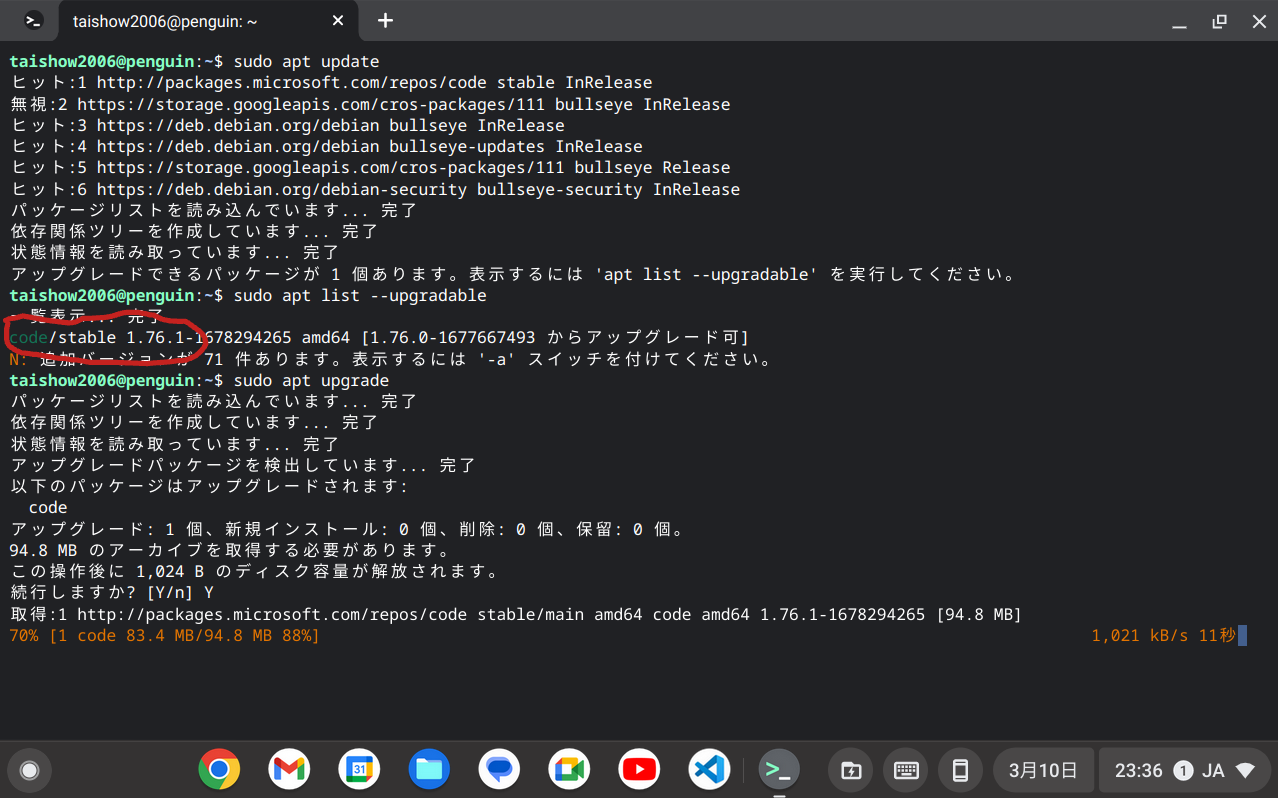 taishow2006@penguin: ~
taishow2006@penguin:~$ sudo apt update
ヒット:1 http://packages.microsoft.com/repos/code stable InRelease
無視:2 https://storage.googleapis.com/cros-packages/111 bullseye InRelease
ヒット:3 https://deb.debian.org/debian bullseye InRelease
ヒット:4 https://deb.debian.org/debian bullseye-updates InRelease
ヒット:5 https://storage.googleapis.com/cros-packages/111 bullseye Release
ヒット:6 https://deb.debian.org/debian-security bullseye-security InRelease
パッケージリストを読み込んでいます... 完了
依存関係ツリーを作成しています... 完了
状態情報を読み取っています... 完了
アップグレードできるパッケージが 1 個あります。表示するには 'apt list --upgradable' を実行してください。
taishow2006@penguin:~$ sudo apt list --upgradable
一覧表示... 完了
code/stable 1.76.1-1678294265 amd64 [1.76.0-1677667493 からアップグレード可]
N: 追加バージョンが 71 件あります。表示するには '-a' スイッチを付けてください。
taishow2006@penguin:~$ sudo apt upgrade
パッケージリストを読み込んでいます... 完了
依存関係ツリーを作成しています... 完了
状態情報を読み取っています... 完了
アップグレードパッケージを検出しています... 完了
以下のパッケージはアップグレードされます:
  code
アップグレード: 1 個、新規インストール: 0 個、削除: 0 個、保留: 0 個。
94.8 MB のアーカイブを取得する必要があります。
この操作後に 1,024 B のディスク容量が解放されます。
続行しますか? [Y/n] Y
取得:1 http://packages.microsoft.com/repos/code stable/main amd64 code amd64 1.76.1-1678294265 [94.8 MB]
70% [1 code 83.4 MB/94.8 MB 88%] 1,021 kB/s 11秒
31 3月10日 23:36 1 JA